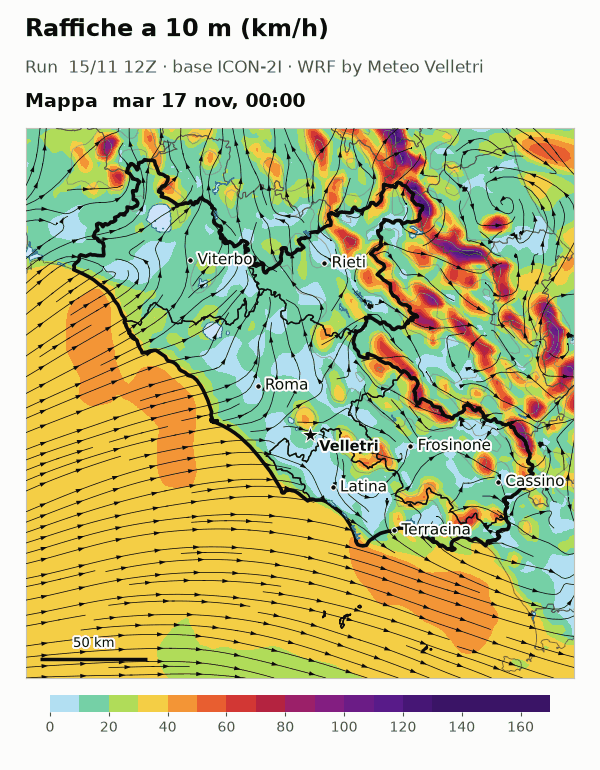 Raffiche a 10 m (km/h)
Run  15/11 12Z · base ICON-2I · WRF by Meteo Velletri
Mappa  mar 17 nov, 00:00
Viterbo
Rieti
Roma
Velletri
Frosinone
Cassino
Latina
Terracina
50 km
0 20 40 60 80 100 120 140 160